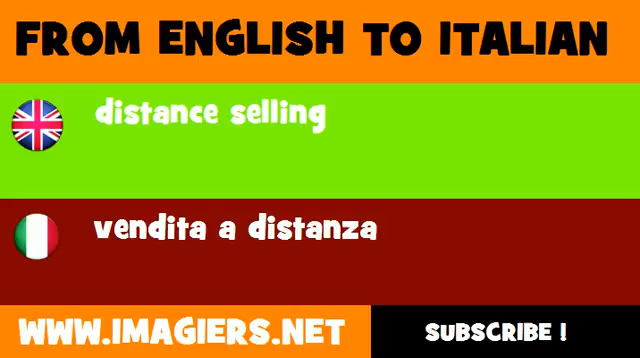 FROM ENGLISH TO ITALIAN
distance selling
vendita a distanza
WWW.IMAGIERS.NET
SUBSCRIBE !